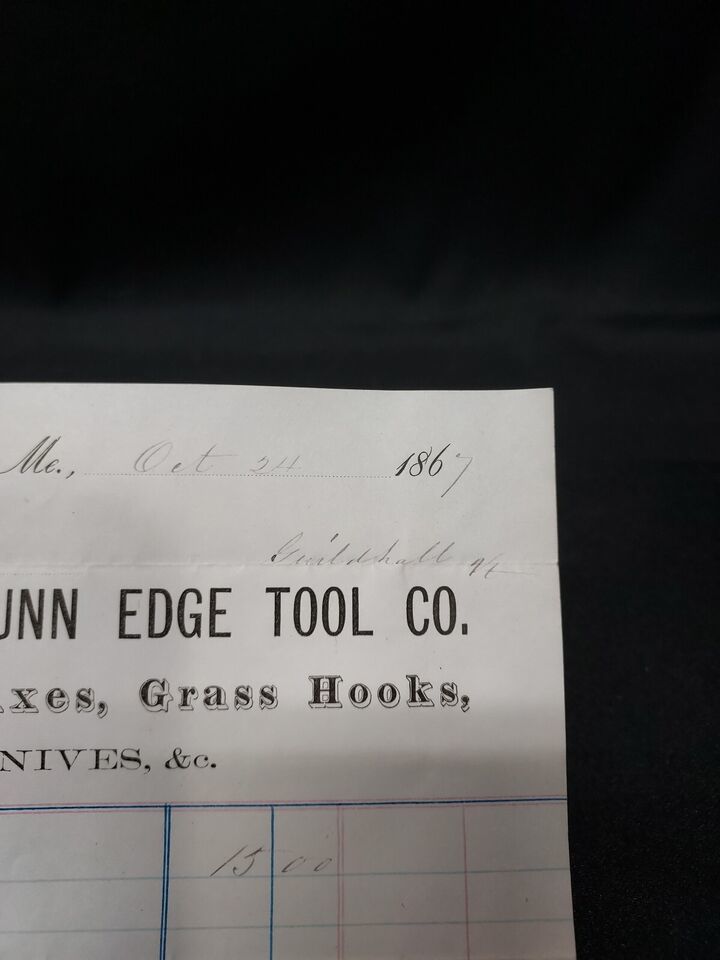 Me., Oct 24 1867
Guildhall Vt
UNN EDGE TOOL CO.
xes, Grass Hooks,
NIVES, &c.
15 00